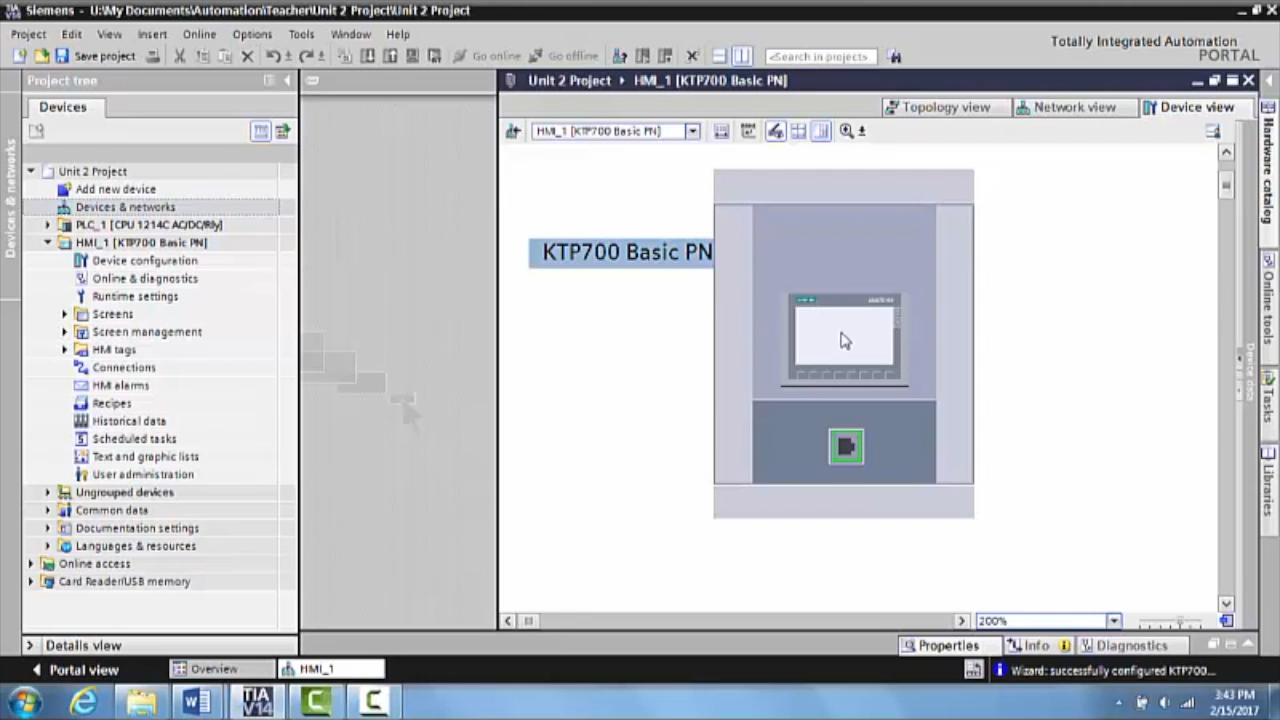 Siemens - U:\My Documents\Automation\Teacher\Unit 2 Project\Unit 2 Project
Project Edit View Insert Online Options Tools Window Help
Totally Integrated Automation
PORTAL
Save project
Go online
Go offline
<Search in project>
Project tree
Unit 2 Project HMI_1 [KTP700 Basic PN]
Devices
Topology view
Network view
Device view
HMI_1 [KTP700 Basic PN]
Unit 2 Project
Add new device
Devices & networks
PLC_1 [CPU 1214C AC/DC/Rly]
HMI_1 [KTP700 Basic PN]
Device configuration
Online & diagnostics
Runtime settings
Screens
Screen management
HMI tags
Connections
HMI alarms
Recipes
Historical data
Scheduled tasks
Text and graphic lists
User administration
Ungrouped devices
Common data
Documentation settings
Languages & resources
Online access
Card Reader/USB memory
Details view
Devices & networks
KTP700 Basic PN
200%
Device data
Hardware catalog
Online tools
Tasks
Libraries
Properties
Info
Diagnostics
Portal view
Overview
HMI_1
Wizard: successfully configured KTP700...
TIA
V14
3:43 PM
2/15/2017